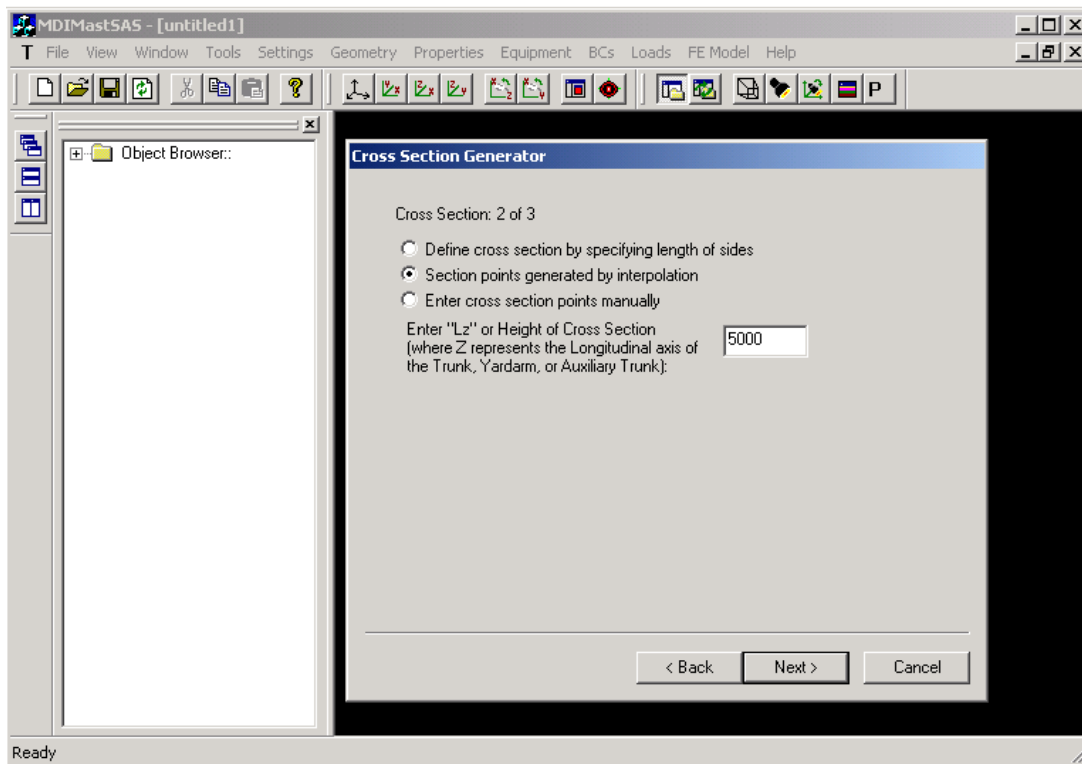 MDIMastSAS - [untitled1]
T File View Window Tools Settings Geometry Properties Equipment BCs Loads FE Model Help
Y x Z x Z y X Z X Y P
Object Browser::
Cross Section Generator
Cross Section: 2 of 3
Define cross section by specifying length of sides
Section points generated by interpolation
Enter cross section points manually
Enter "Lz" or Height of Cross Section
(where Z represents the Longitudinal axis of
the Trunk, Yardarm, or Auxiliary Trunk):
5000
< Back Next > Cancel
Ready